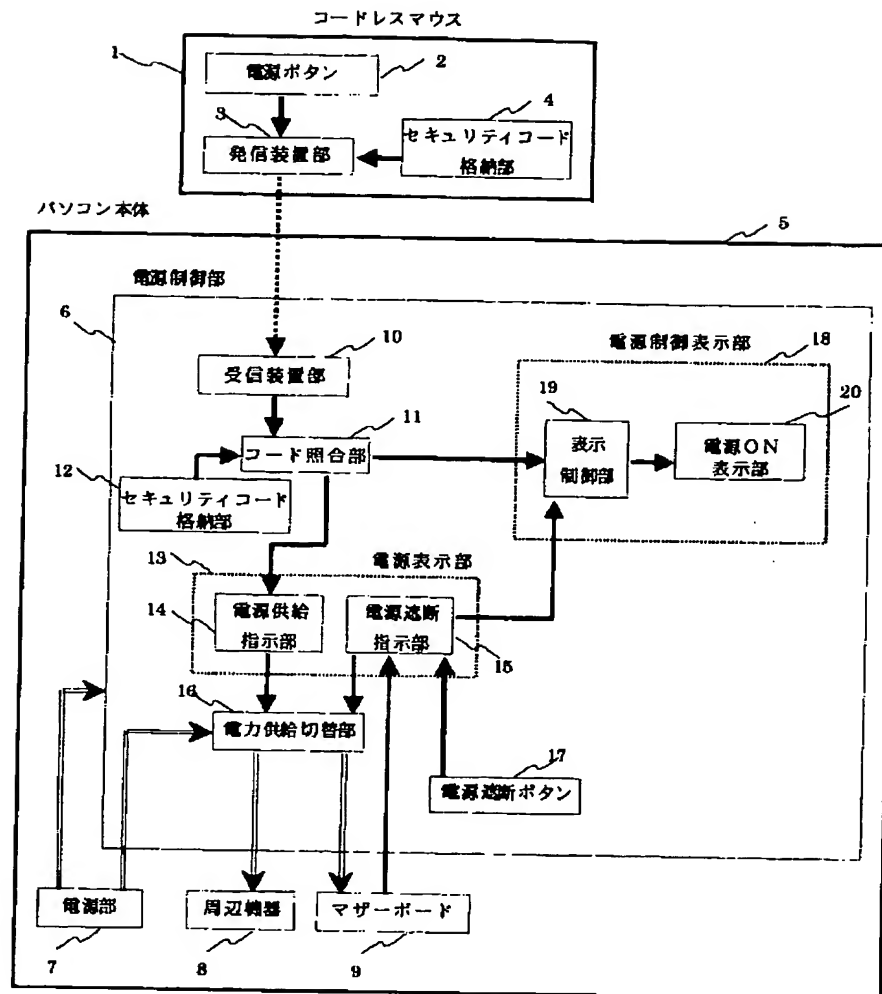 コードレスマウス
1
電源ボタン
2
3
4
発信装置部
セキュリティコード
格納部
パソコン本体
5
電源制御部
6
10
受信装置部
電源制御表示部
18
11
19
20
コード照合部
表示
制御部
電源ON
表示部
12
セキュリティコード
格納部
13
電源表示部
14
電源供給
指示部
電源遮断
指示部
15
16
電力供給切替部
17
電源遮断ボタン
電源部
周辺機器
マザーボード
7
8
9